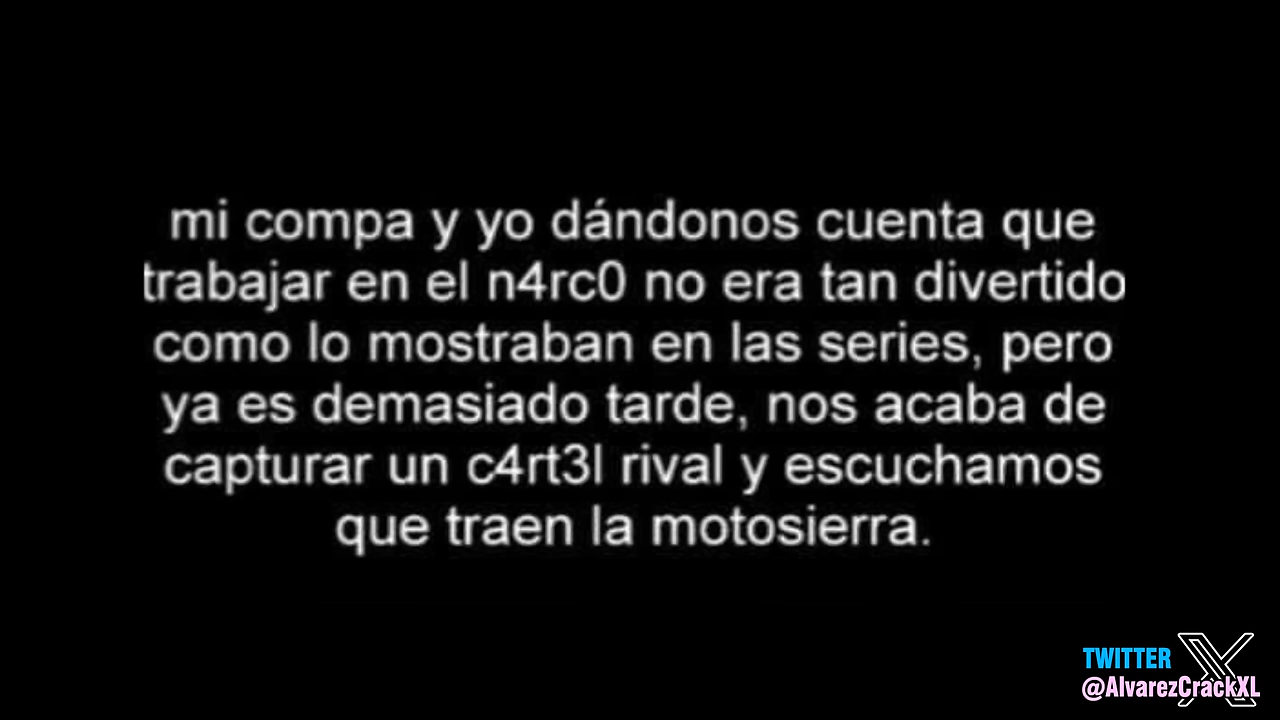 mi compa y yo dándonos cuenta que
trabajar en el n4rc0 no era tan divertido
como lo mostraban en las series, pero
ya es demasiado tarde, nos acaba de
capturar un c4rt3l rival y escuchamos
que traen la motosierra.
TWITTER X
@AlvarezCrackXL